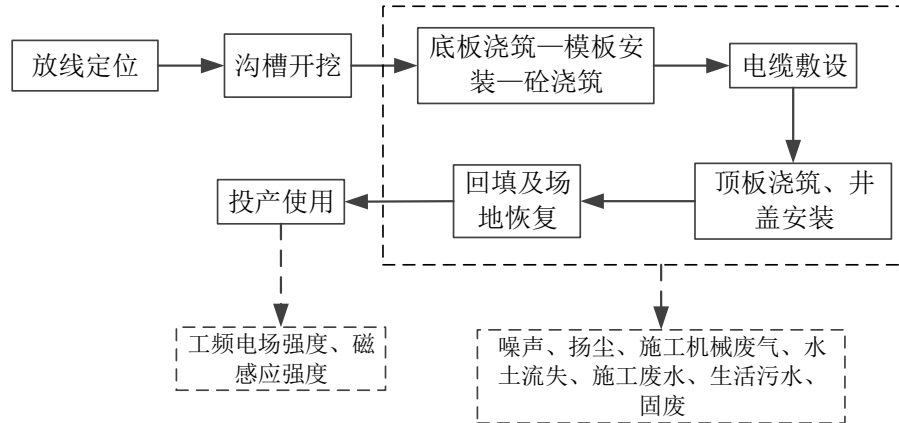 放线定位
沟槽开挖
底板浇筑—模板安
装—砼浇筑
电缆敷设
顶板浇筑、井
盖安装
回填及场
地恢复
投产使用
工频电场强度、磁
感应强度
噪声、扬尘、施工机械废气、水
土流失、施工废水、生活污水、
固废